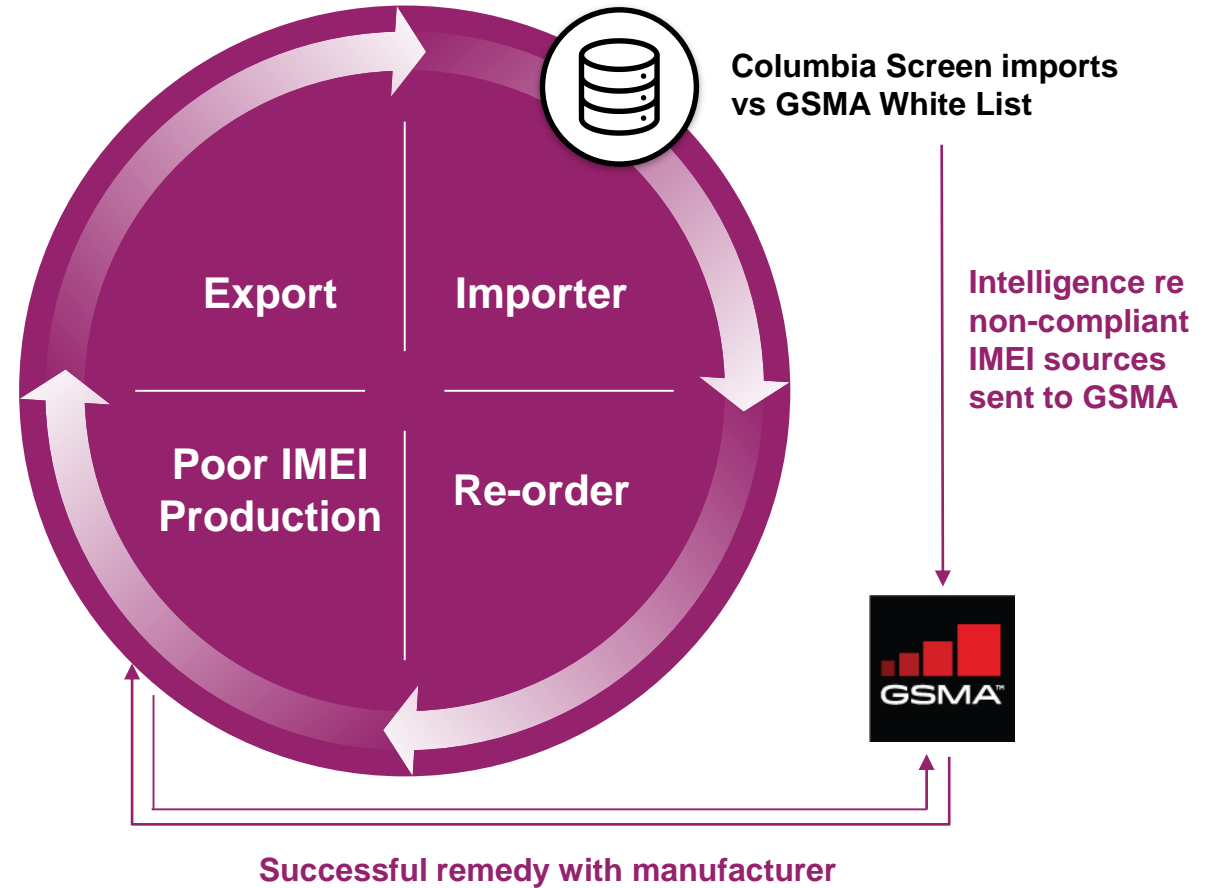 Columbia Screen imports
vs GSMA White List
Export
Importer
Intelligence re
non-compliant
IMEI sources
sent to GSMA
Poor IMEI
Production
Re-order
GSMA™
Successful remedy with manufacturer